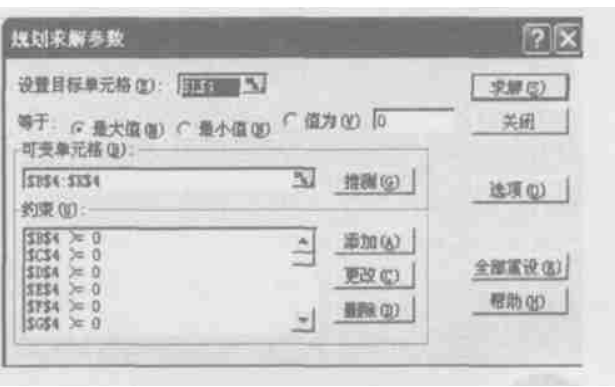 规划求解参数
设置目标单元格(E):
求解(S)
等于: 最大值(M) 最小值(N) 值为(V) 0
关闭
可变单元格(B):
$B$4:$K$4
推测(G)
选项(O)
约束(U):
$B$4 >= 0
$C$4 >= 0
$D$4 >= 0
$E$4 >= 0
$F$4 >= 0
$G$4 >= 0
添加(A)
更改(C)
删除(D)
全部重设(R)
帮助(H)